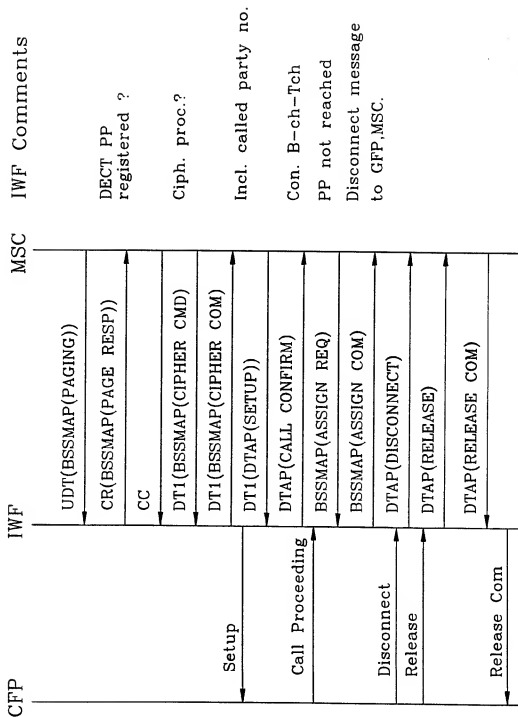 CFP
IWF
MSC
IWF Comments
UDT(BSSMAP(PAGING))
CR(BSSMAP(PAGE RESP))
DECT PP
registered ?
CC
DT1(BSSMAP(CIPHER CMD)
Ciph. proc.?
DT1(BSSMAP(CIPHER COM)
Setup
DT1(DTAP(SETUP))
Incl. called party no.
DTAP(CALL CONFIRM)
Call Proceeding
BSSMAP(ASSIGN REQ)
Con. B-ch-Tch
BSSMAP(ASSIGN COM)
PP not reached
DTAP(DISCONNECT)
Disconnect
Disconnect message
to GFP,MSC.
DTAP(RELEASE)
Release
DTAP(RELEASE COM)
Release Com